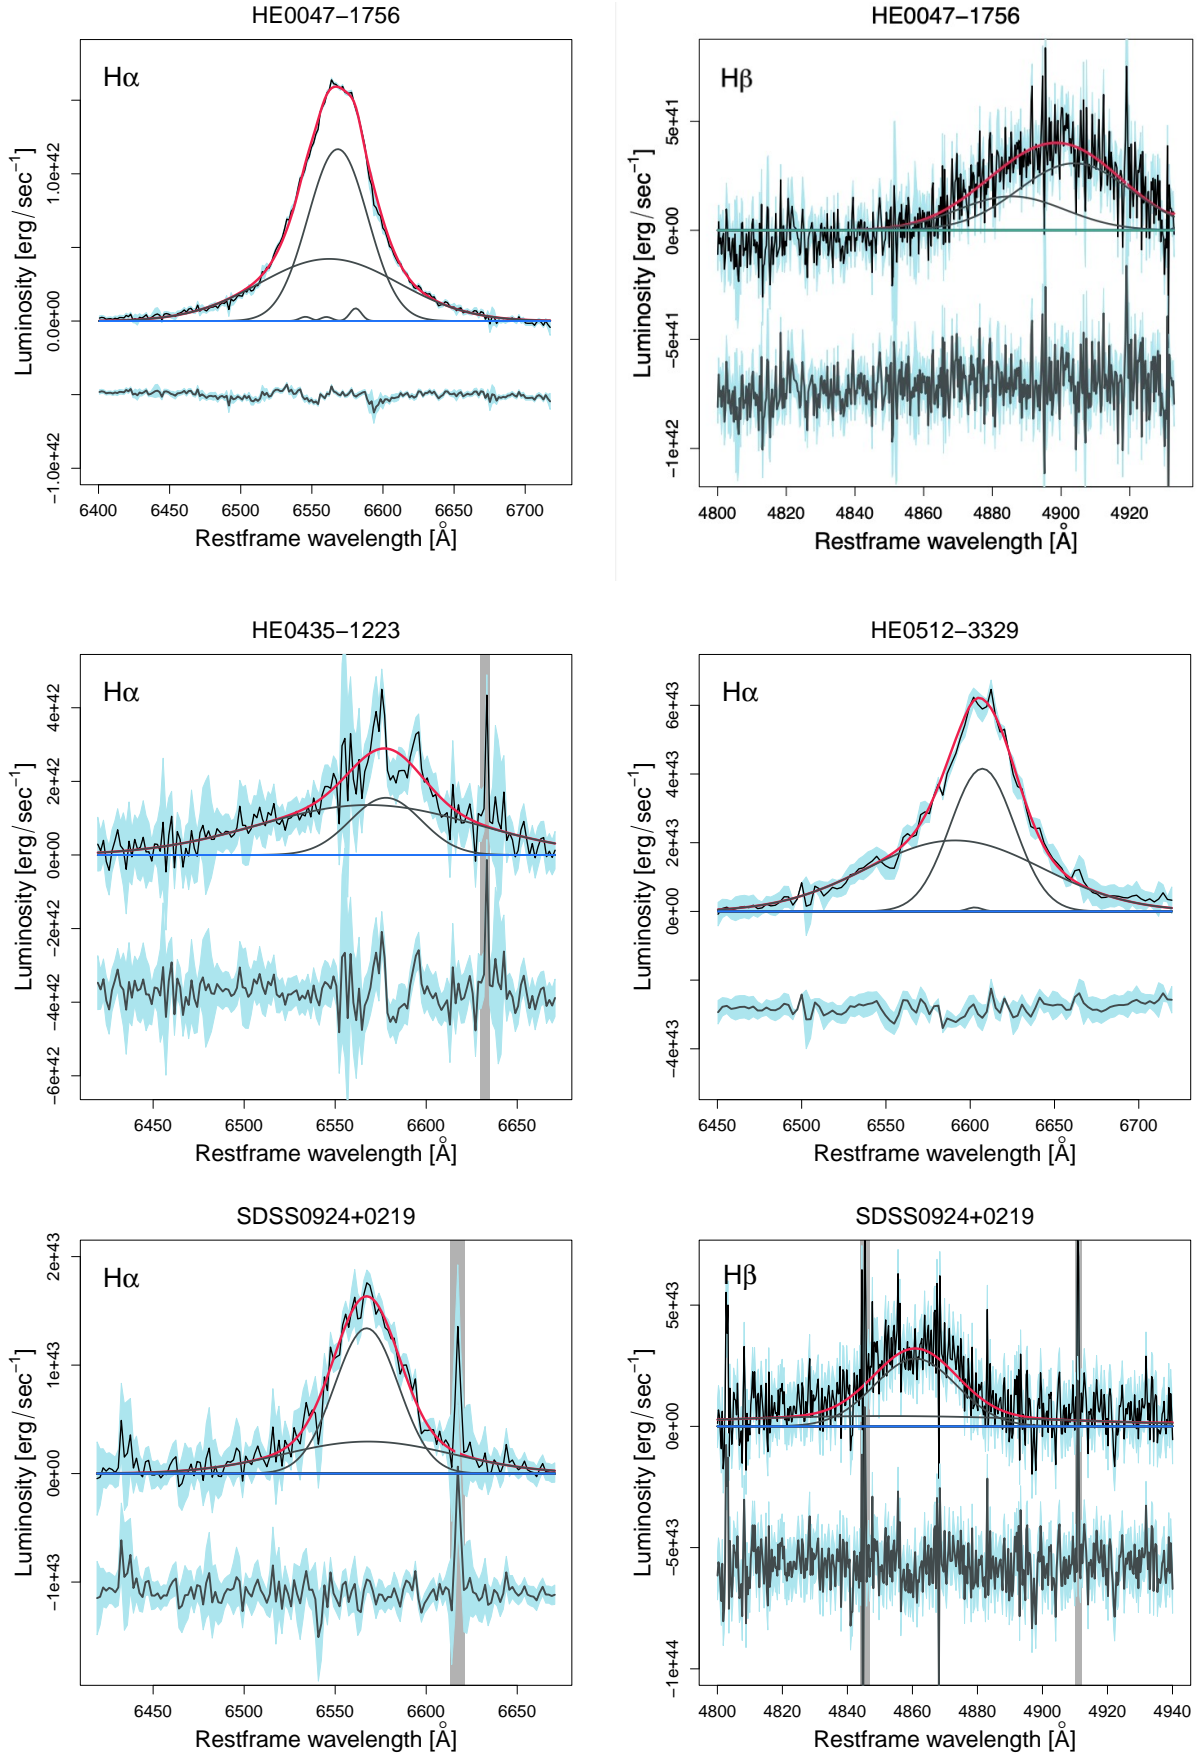 HE0047−1756
Hα
Luminosity [erg/sec⁻¹]
−1.0e+42 0.0e+00 1.0e+42
6400 6450 6500 6550 6600 6650 6700
Restframe wavelength [Å]
HE0047−1756
Hβ
Luminosity [erg/sec⁻¹]
−1e+42 −5e+41 0e+00 5e+41
4800 4820 4840 4860 4880 4900 4920
Restframe wavelength [Å]
HE0435−1223
Hα
Luminosity [erg/sec⁻¹]
−6e+42 −4e+42 −2e+42 0e+00 2e+42 4e+42
6450 6500 6550 6600 6650
Restframe wavelength [Å]
HE0512−3329
Hα
Luminosity [erg/sec⁻¹]
−4e+43 0e+00 2e+43 4e+43 6e+43
6450 6500 6550 6600 6650 6700
Restframe wavelength [Å]
SDSS0924+0219
Hα
Luminosity [erg/sec⁻¹]
−1e+43 0e+00 1e+43 2e+43
6450 6500 6550 6600 6650
Restframe wavelength [Å]
SDSS0924+0219
Hβ
Luminosity [erg/sec⁻¹]
−1e+44 −5e+43 0e+00 5e+43
4800 4820 4840 4860 4880 4900 4920 4940
Restframe wavelength [Å]